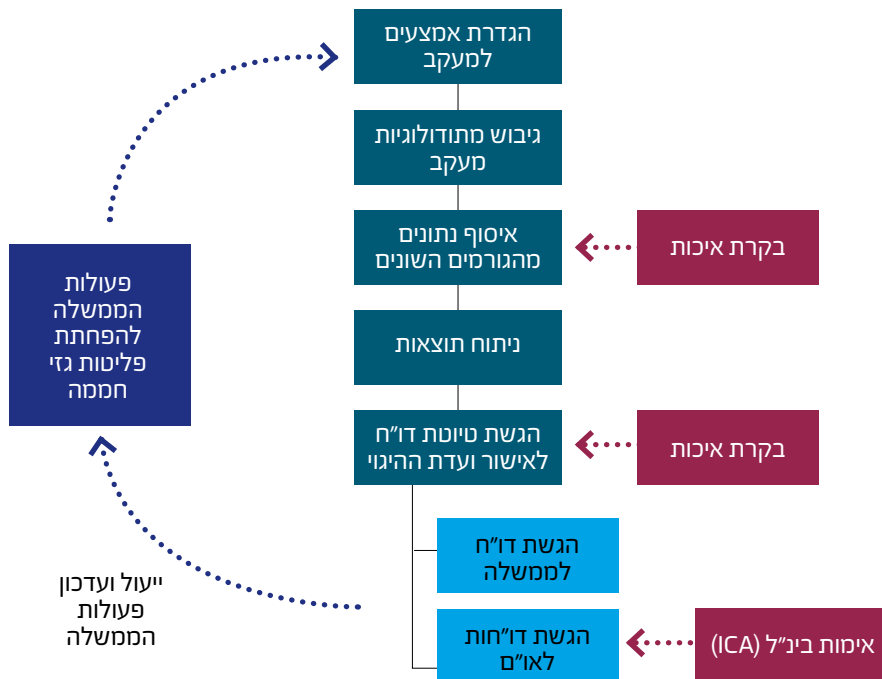 הגדרת אמצעים
למעקב
גיבוש מתודולוגיות
מעקב
איסוף נתונים
מהגורמים השונים
בקרת איכות
פעולות
הממשלה
להפחתת
פליטות גזי
חממה
ניתוח תוצאות
הגשת טיוטת דו"ח
לאישור ועדת ההיגוי
בקרת איכות
הגשת דו"ח
לממשלה
ייעול ועדכון
פעולות
הממשלה
הגשת דו"חות
לאו"ם
אימות בינ"ל (ICA)